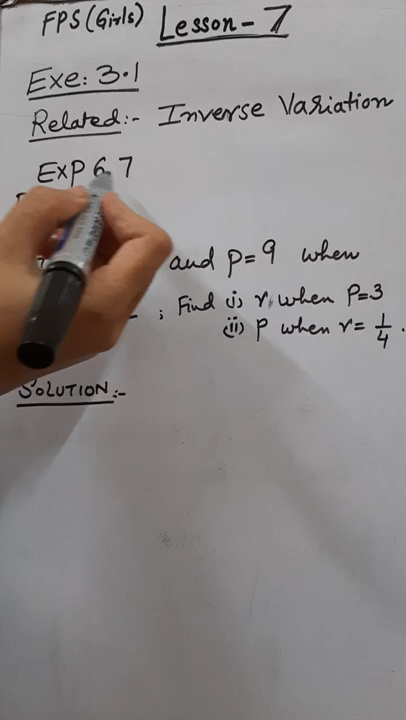 FPS (Girls) Lesson - 7
Exe: 3.1
Related:- Inverse Variation
Exp 6, 7
and p = 9 when
; Find (i) r, when P=3
(ii) p when r = 1/4.
SOLUTION:-